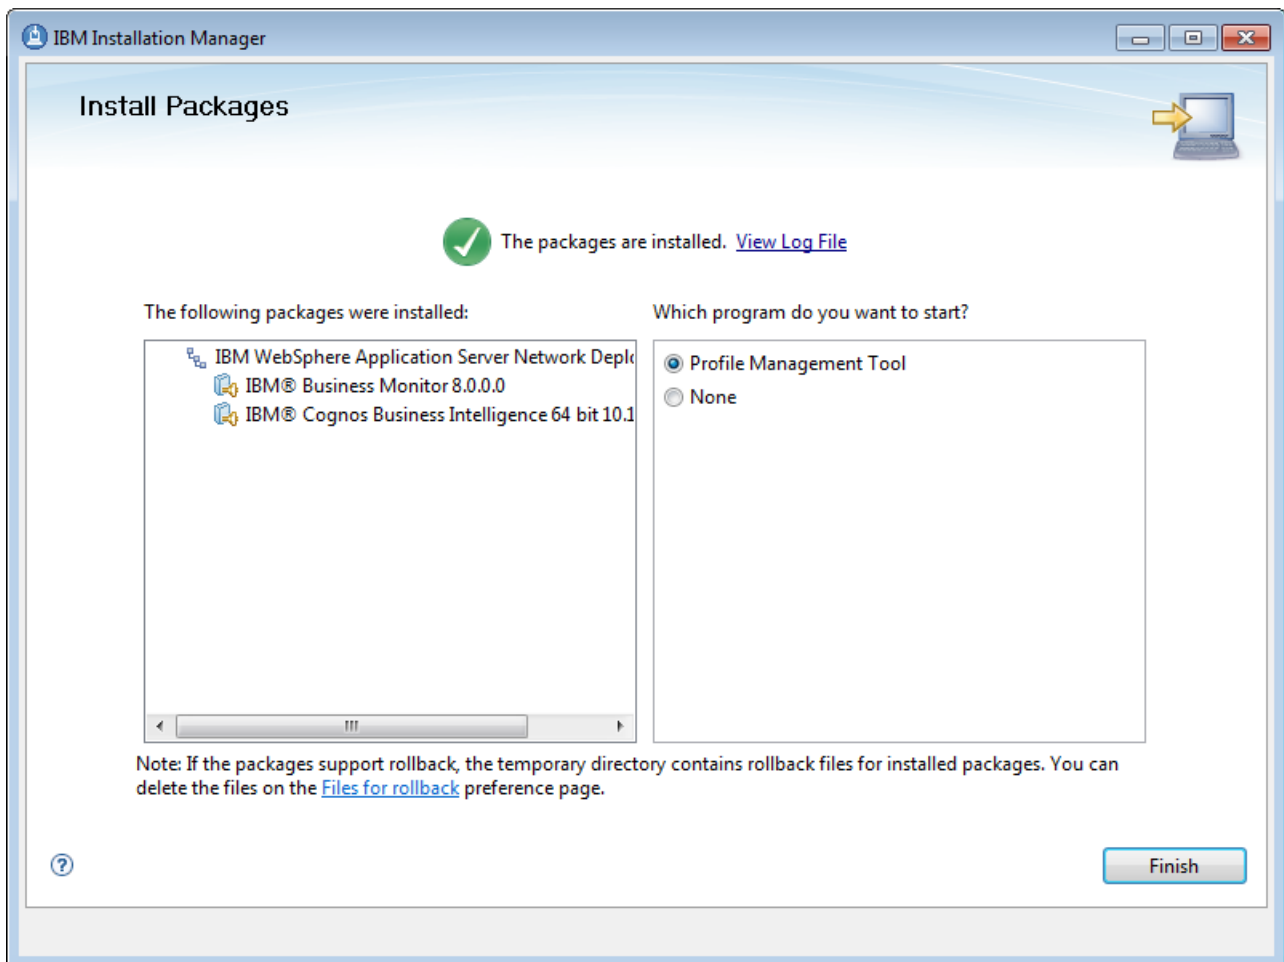 IBM Installation Manager
Install Packages
The packages are installed. View Log File
The following packages were installed:
IBM WebSphere Application Server Network
IBM® Business Monitor 8.0.0.0
IBM® Cognos Business Intelligence 64 bit 10.1
Which program do you want to start?
Profile Management Tool
None
Note: If the packages support rollback, the temporary directory contains rollback files for installed packages. You can
delete the files on the Files for rollback preference page.
Finish